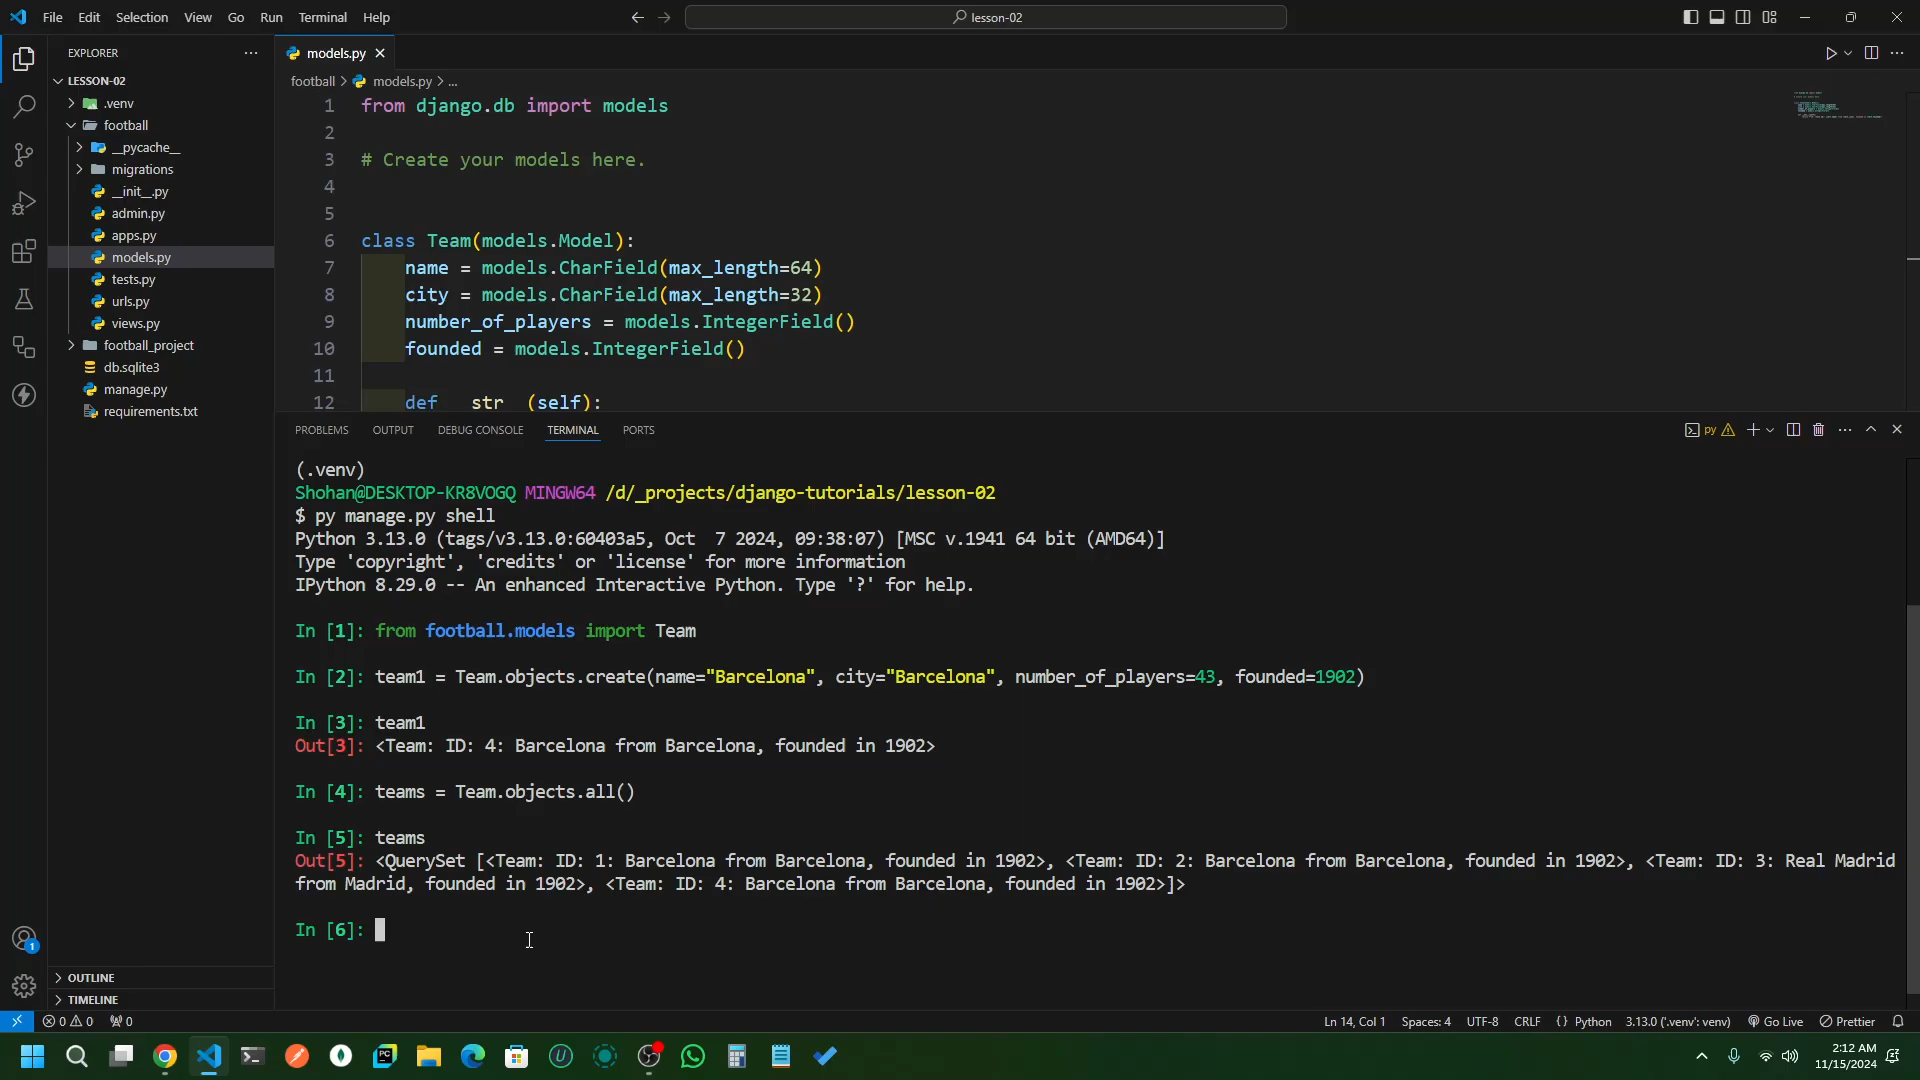 File Edit Selection View Go Run Terminal Help
lesson-02
EXPLORER
LESSON-02
.venv
football
__pycache__
migrations
__init__.py
admin.py
apps.py
models.py
tests.py
urls.py
views.py
football_project
db.sqlite3
manage.py
requirements.txt
OUTLINE
TIMELINE
models.py
football > models.py > ...
1 from django.db import models
2
3 # Create your models here.
4
5
6 class Team(models.Model):
7 name = models.CharField(max_length=64)
8 city = models.CharField(max_length=32)
9 number_of_players = models.IntegerField()
10 founded = models.IntegerField()
11
12 def __str__(self):
PROBLEMS OUTPUT DEBUG CONSOLE TERMINAL PORTS
py
(.venv)
Shohan@DESKTOP-KR8VOGQ MINGW64 /d/_projects/django-tutorials/lesson-02
$ py manage.py shell
Python 3.13.0 (tags/v3.13.0:60403a5, Oct  7 2024, 09:38:07) [MSC v.1941 64 bit (AMD64)]
Type 'copyright', 'credits' or 'license' for more information
IPython 8.29.0 -- An enhanced Interactive Python. Type '?' for help.
In [1]: from football.models import Team
In [2]: team1 = Team.objects.create(name="Barcelona", city="Barcelona", number_of_players=43, founded=1902)
In [3]: team1
Out[3]: <Team: ID: 4: Barcelona from Barcelona, founded in 1902>
In [4]: teams = Team.objects.all()
In [5]: teams
Out[5]: <QuerySet [<Team: ID: 1: Barcelona from Barcelona, founded in 1902>, <Team: ID: 2: Barcelona from Barcelona, founded in 1902>, <Team: ID: 3: Real Madrid
from Madrid, founded in 1902>, <Team: ID: 4: Barcelona from Barcelona, founded in 1902>]>
In [6]:
1
0 0 0
Ln 14, Col 1 Spaces: 4 UTF-8 CRLF {} Python 3.13.0 ('.venv': venv) Go Live Prettier
PC
U
2:12 AM
11/15/2024